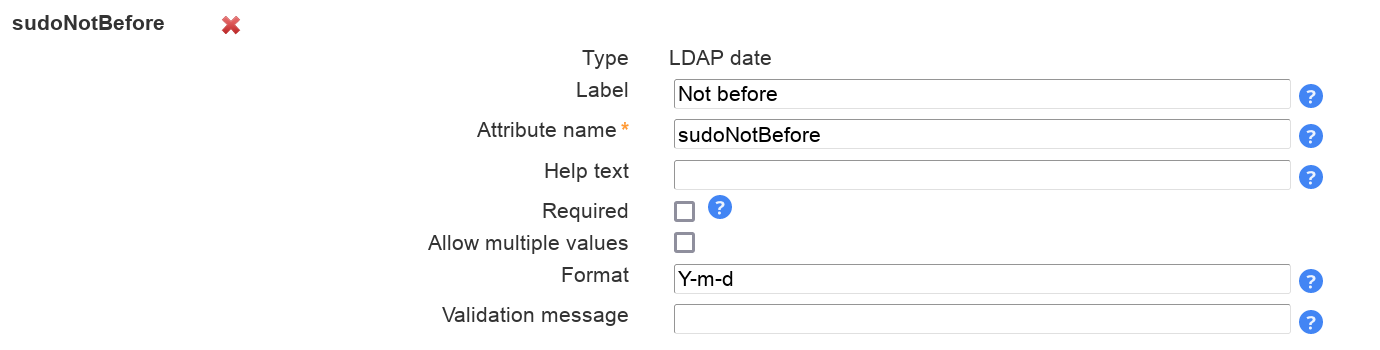 sudoNotBefore
Type LDAP date
Label Not before ?
Attribute name * sudoNotBefore ?
Help text ?
Required ?
Allow multiple values
Format Y-m-d ?
Validation message ?